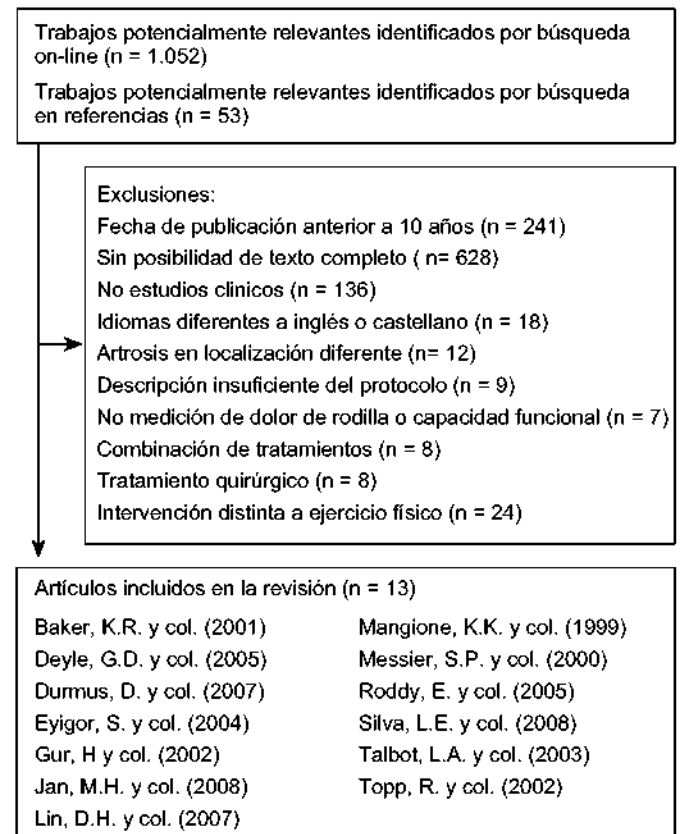 Trabajos potencialmente relevantes identificados por búsqueda
on-line (n = 1.052)
Trabajos potencialmente relevantes identificados por búsqueda
en referencias (n = 53)
Exclusiones:
Fecha de publicación anterior a 10 años (n = 241)
Sin posibilidad de texto completo ( n= 628)
No estudios clinicos (n = 136)
Idiomas diferentes a inglés o castellano (n = 18)
Artrosis en localización diferente (n= 12)
Descripción insuficiente del protocolo (n = 9)
No medición de dolor de rodilla o capacidad funcional (n = 7)
Combinación de tratamientos (n = 8)
Tratamiento quirúrgico (n = 8)
Intervención distinta a ejercicio físico (n = 24)
Artículos incluidos en la revisión (n = 13)
Baker, K.R. y col. (2001)
Deyle, G.D. y col. (2005)
Durmus, D. y col. (2007)
Eyigor, S. y col. (2004)
Gur, H y col. (2002)
Jan, M.H. y col. (2008)
Lin, D.H. y col. (2007)
Mangione, K.K. y col. (1999)
Messier, S.P. y col. (2000)
Roddy, E. y col. (2005)
Silva, L.E. y col. (2008)
Talbot, L.A. y col. (2003)
Topp, R. y col. (2002)